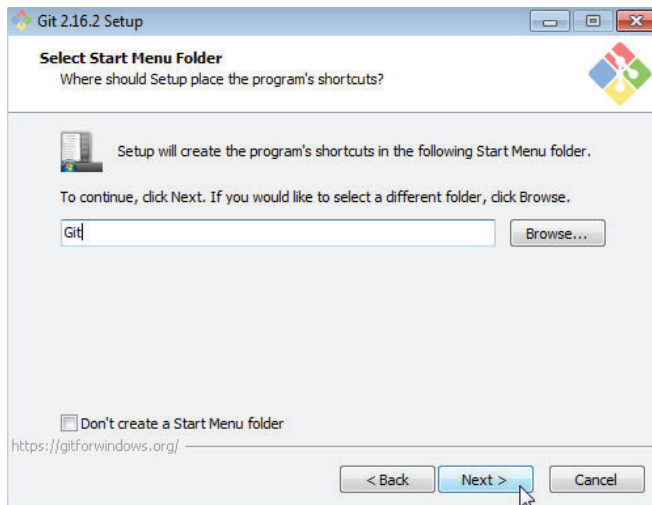 Git 2.16.2 Setup
Select Start Menu Folder
Where should Setup place the program's shortcuts?
Setup will create the program's shortcuts in the following Start Menu folder.
To continue, click Next. If you would like to select a different folder, click Browse.
Git
Browse...
Don't create a Start Menu folder
https://gitforwindows.org/
< Back
Next >
Cancel